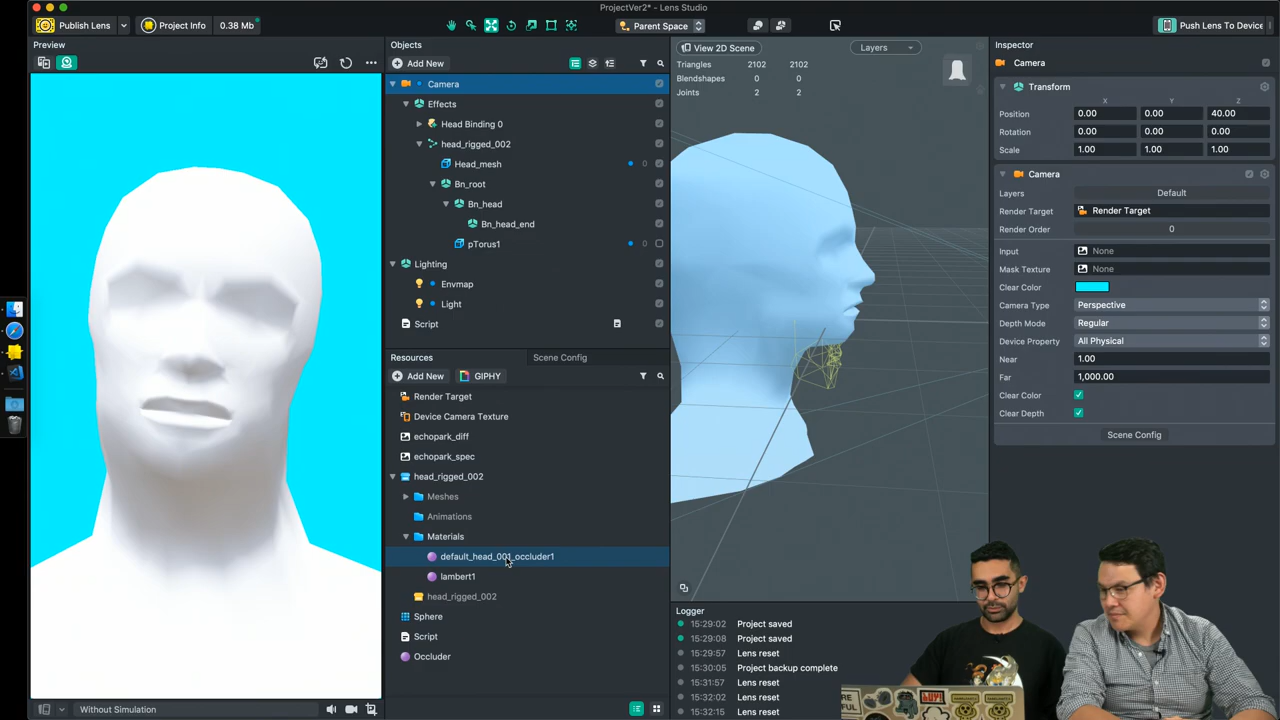 ProjectVer2* - Lens Studio
Publish Lens
Project Info
0.38 Mb
Parent Space
Push Lens To Device
Preview
Objects
Add New
Camera
Effects
Head Binding 0
head_rigged_002
Head_mesh 0
Bn_root
Bn_head
Bn_head_end
pTorus1 0
Lighting
Envmap
Light
Script
Resources
Scene Config
Add New
GIPHY
Render Target
Device Camera Texture
echopark_diff
echopark_spec
head_rigged_002
Meshes
Animations
Materials
default_head_001_occluder1
lambert1
head_rigged_002
Sphere
Script
Occluder
Without Simulation
View 2D Scene
Layers
Triangles 2102 2102
Blendshapes 0 0
Joints 2 2
Logger
15:29:02 Project saved
15:29:08 Project saved
15:29:57 Lens reset
15:30:05 Project backup complete
15:31:57 Lens reset
15:32:02 Lens reset
15:32:15 Lens reset
Inspector
Camera
Transform
X Y Z
Position 0.00 0.00 40.00
Rotation 0.00 0.00 0.00
Scale 1.00 1.00 1.00
Camera
Layers Default
Render Target Render Target
Render Order 0
Input None
Mask Texture None
Clear Color
Camera Type Perspective
Depth Mode Regular
Device Property All Physical
Near 1.00
Far 1,000.00
Clear Color
Clear Depth
Scene Config